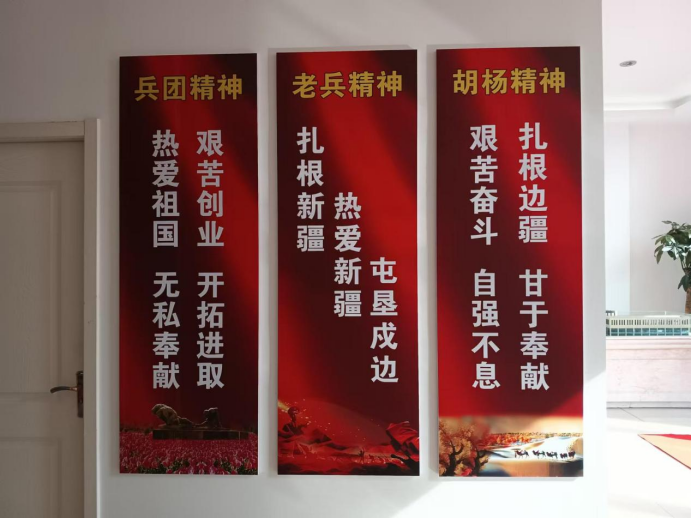 兵团精神
热爱祖国 无私奉献
艰苦创业 开拓进取
老兵精神
扎根新疆
热爱新疆
屯垦戍边
胡杨精神
艰苦奋斗 自强不息
扎根边疆 甘于奉献